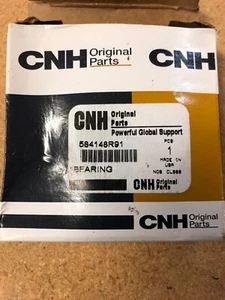 CNH Original
Parts
CNH Original
Parts
Powerful Global Support
584148R91
PCS
1
MADE IN
USA
BEARING
CNH Original
Parts
CNH Original
Parts